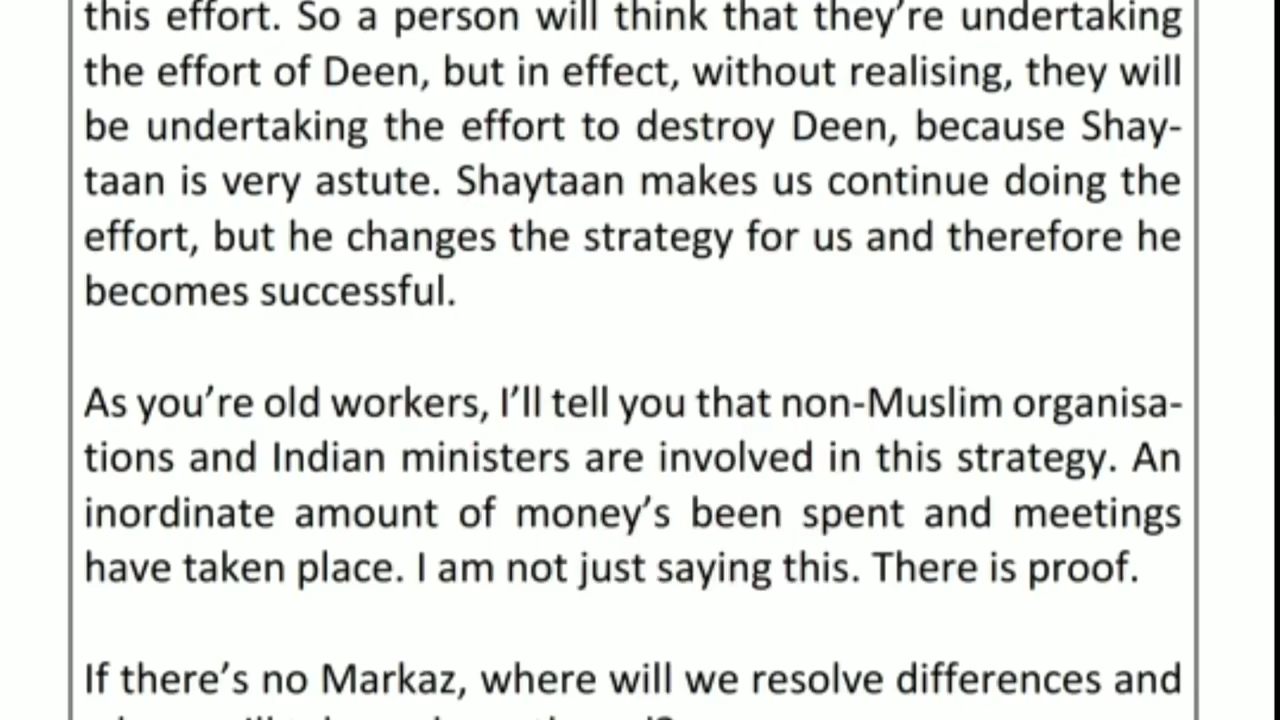 this effort. So a person will think that they're undertaking
the effort of Deen, but in effect, without realising, they will
be undertaking the effort to destroy Deen, because Shay-
taan is very astute. Shaytaan makes us continue doing the
effort, but he changes the strategy for us and therefore he
becomes successful.
As you're old workers, I'll tell you that non-Muslim organisa-
tions and Indian ministers are involved in this strategy. An
inordinate amount of money's been spent and meetings
have taken place. I am not just saying this. There is proof.
If there's no Markaz, where will we resolve differences and